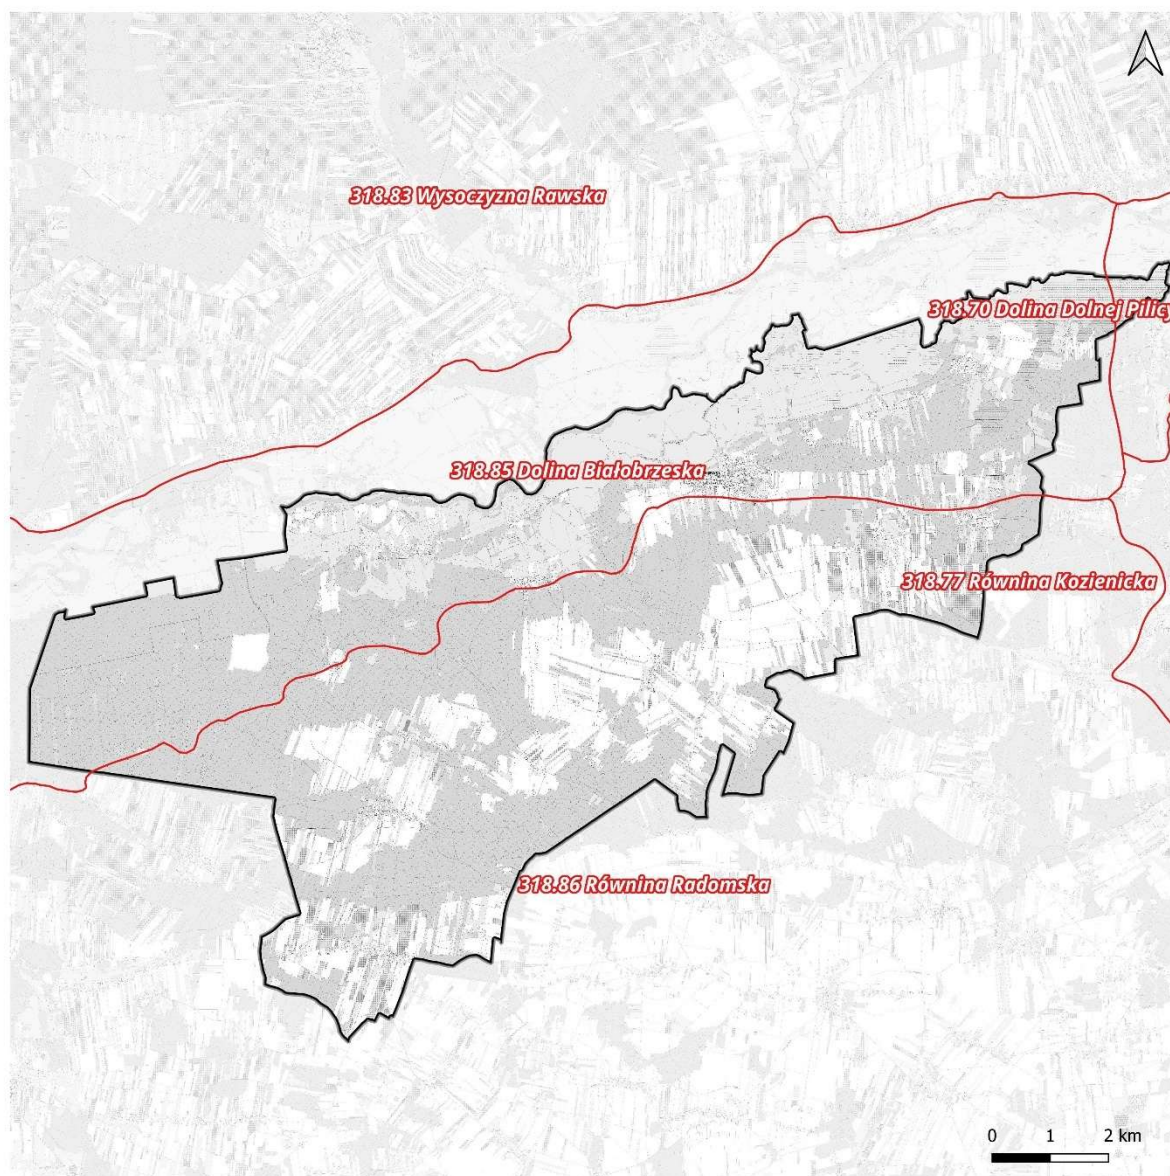 318.83 Wysoczyzna Rawska
318.70 Dolina Dolnej Pilicy
318.85 Dolina Białobrzeska
318.77 Równina Kozienicka
318.86 Równina Radomska
0 1 2 km